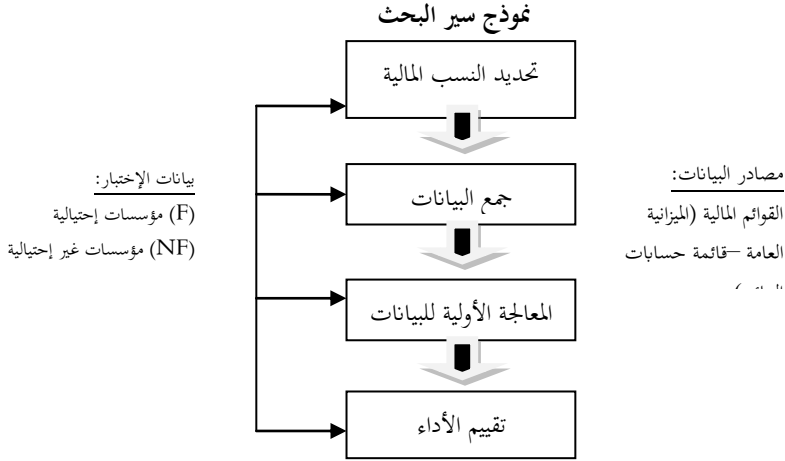 نموذج سير البحث
تحديد النسب المالية
جمع البيانات
المعالجة الأولية للبيانات
تقييم الأداء
مصادر البيانات:
القوائم المالية (الميزانية
العامة –قائمة حسابات
بيانات الإختبار:
(F) مؤسسات إحتيالية
(NF) مؤسسات غير إحتيالية